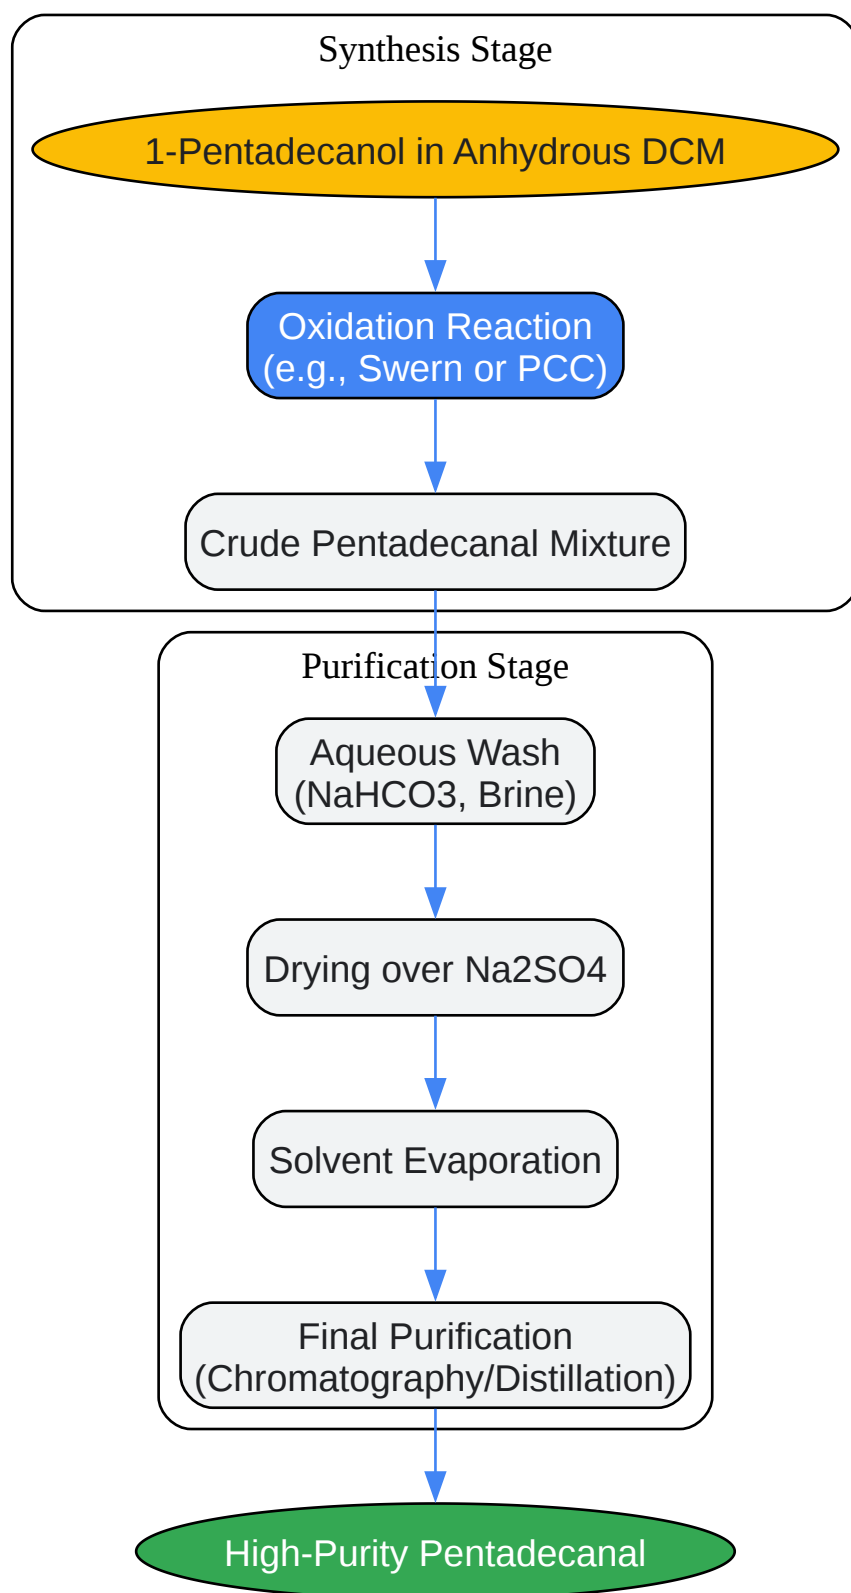 Synthesis Stage
1-Pentadecanol in Anhydrous DCM
Oxidation Reaction
(e.g., Swern or PCC)
Crude Pentadecanal Mixture
Purification Stage
Aqueous Wash
(NaHCO3, Brine)
Drying over Na2SO4
Solvent Evaporation
Final Purification
(Chromatography/Distillation)
High-Purity Pentadecanal